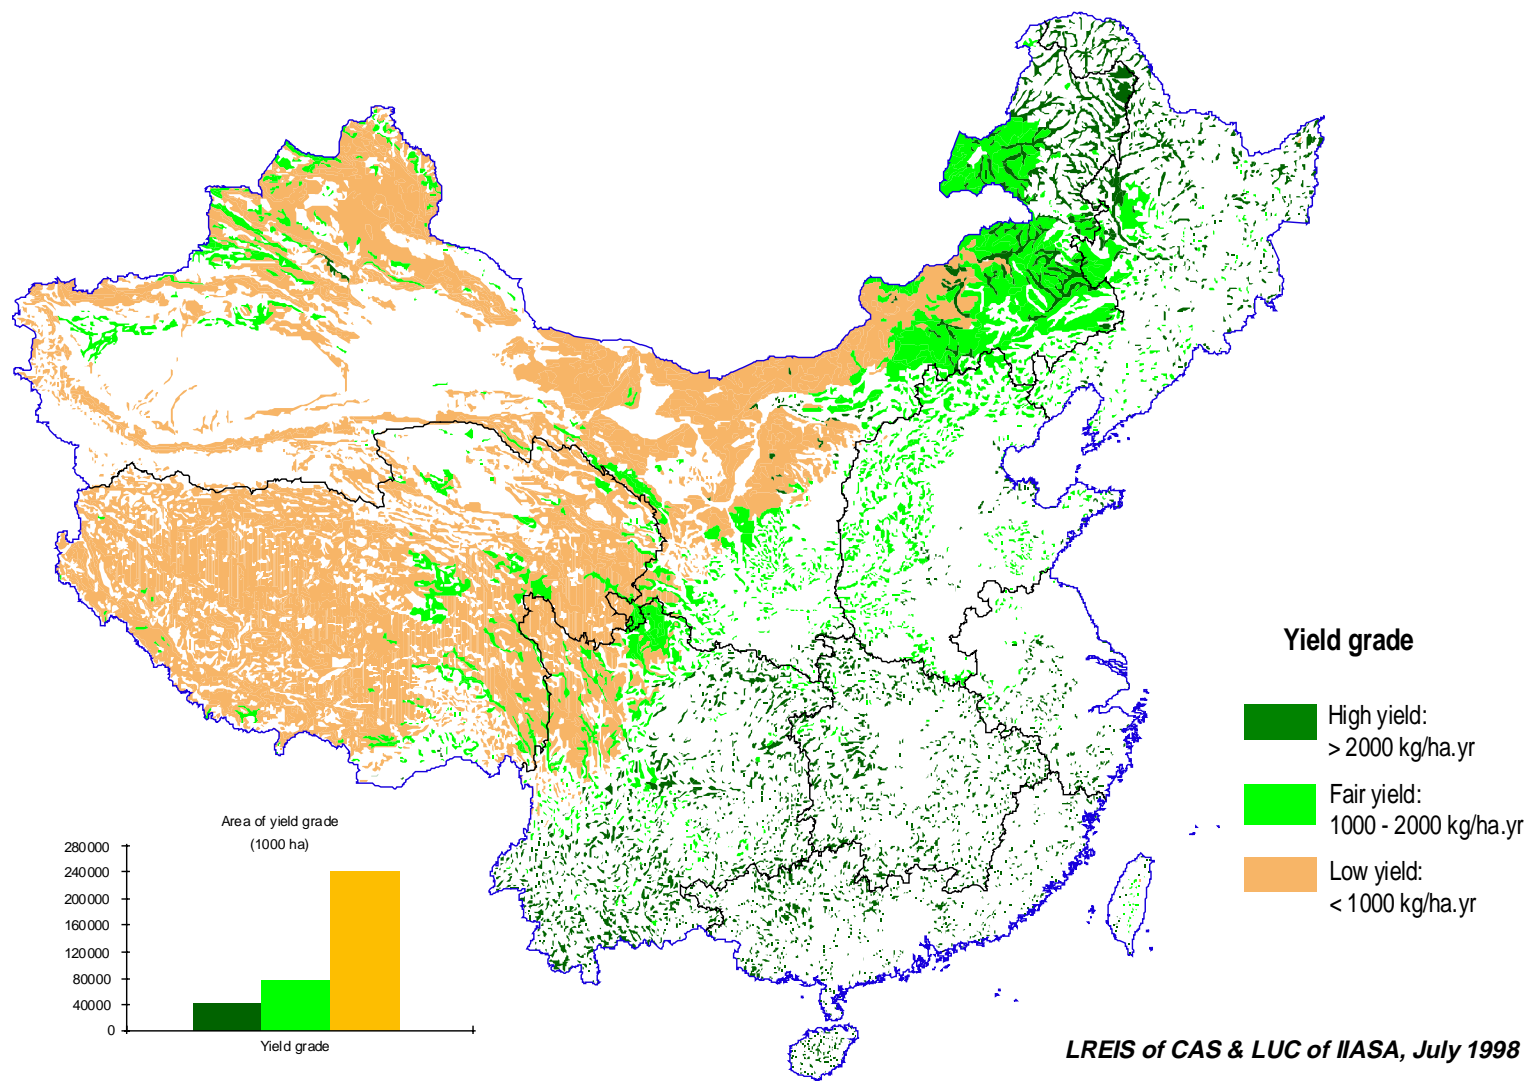 Yield grade
High yield:
> 2000 kg/ha.yr
Fair yield:
1000 - 2000 kg/ha.yr
Low yield:
< 1000 kg/ha.yr
Area of yield grade
(1000 ha)
280000
240000
200000
160000
120000
80000
40000
0
Yield grade
LREIS of CAS & LUC of IIASA, July 1998